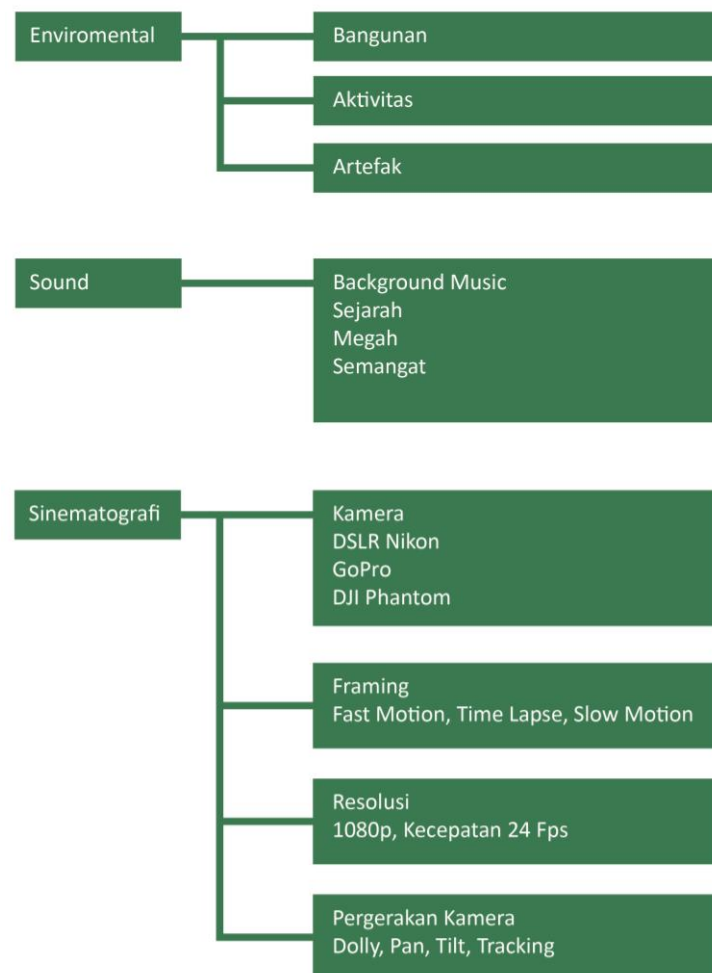 Enviromental
Bangunan
Aktivitas
Artefak
Sound
Background Music
Sejarah
Megah
Semangat
Sinematografi
Kamera
DSLR Nikon
GoPro
DJI Phantom
Framing
Fast Motion, Time Lapse, Slow Motion
Resolusi
1080p, Kecepatan 24 Fps
Pergerakan Kamera
Dolly, Pan, Tilt, Tracking